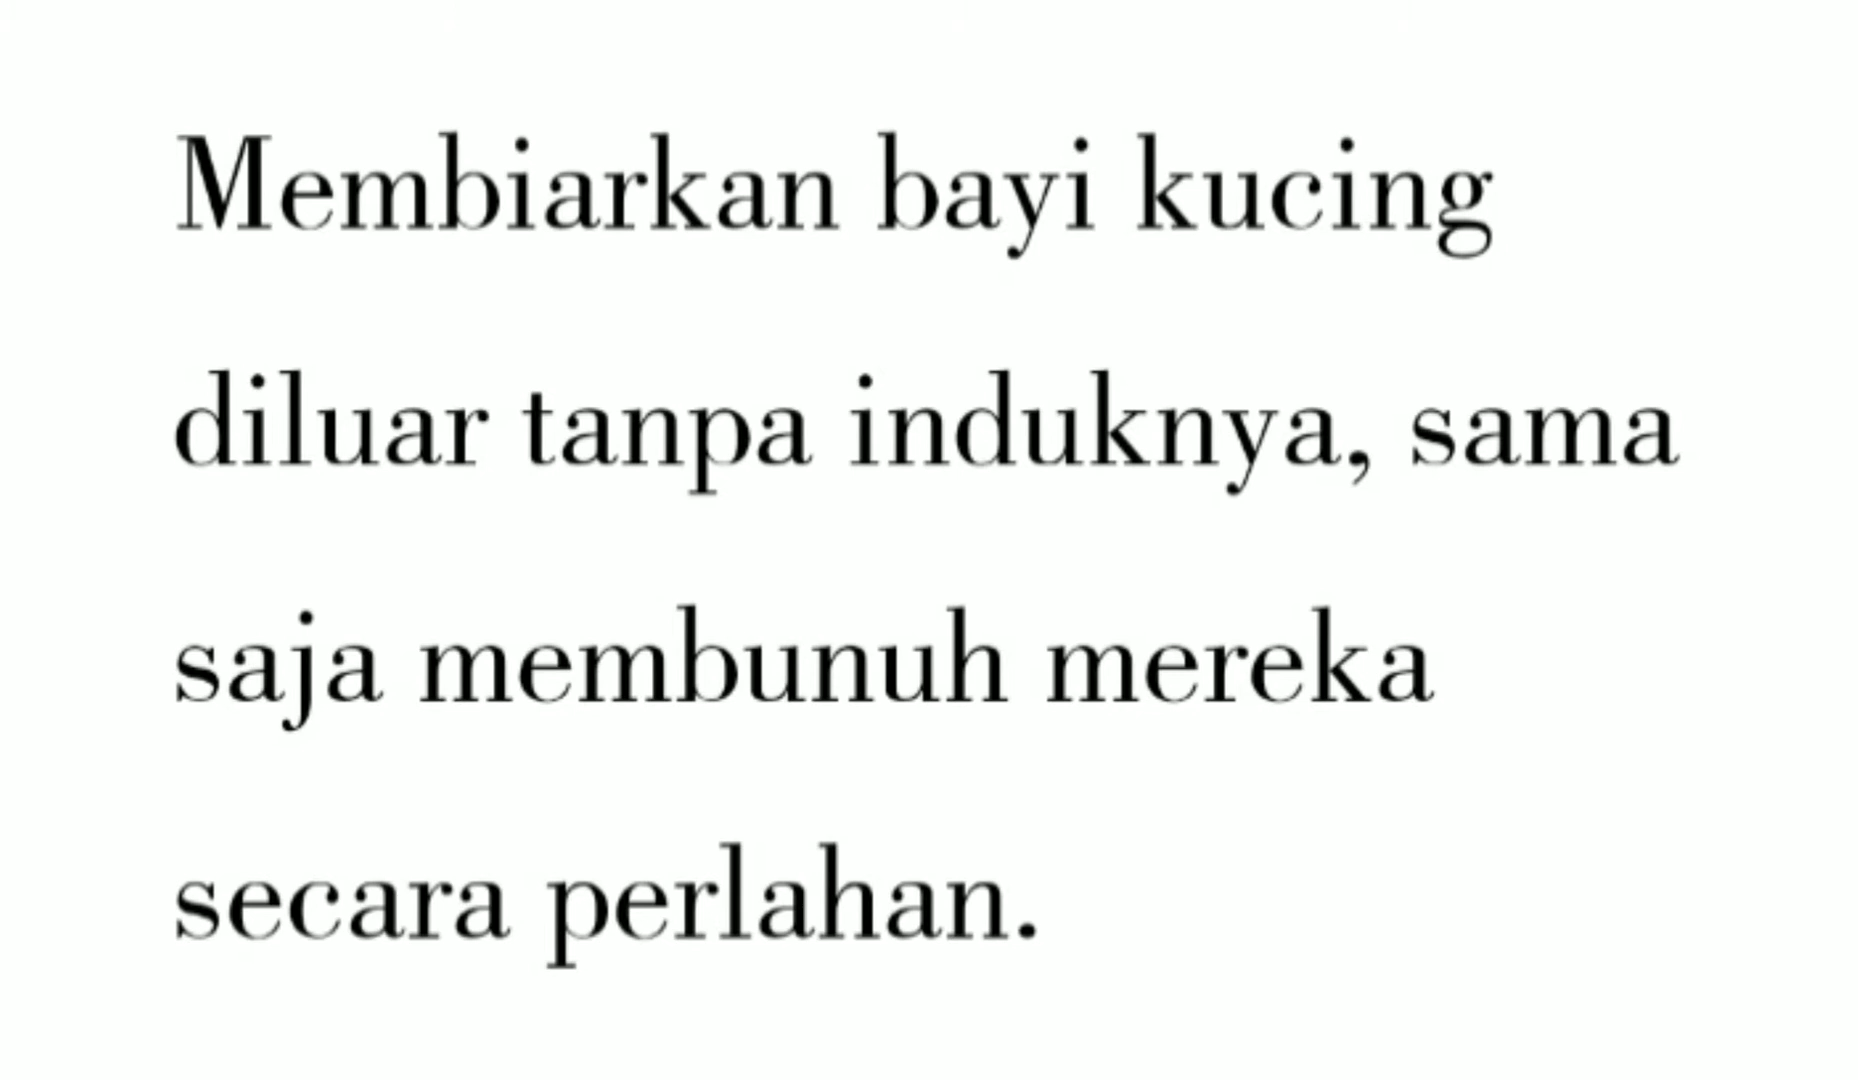 Membiarkan bayi kucing
diluar tanpa induknya, sama
saja membunuh mereka
secara perlahan.